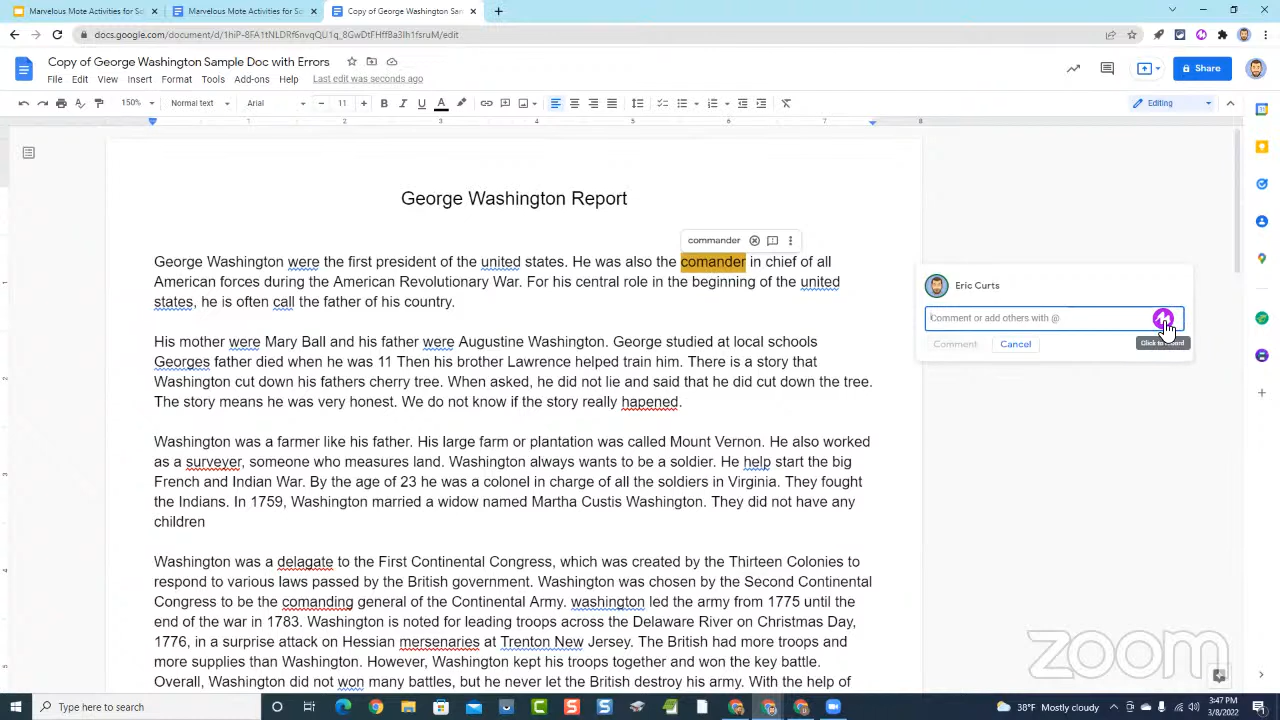 Marvelous Mote Activities for Sc
Marvelous Mote Activities for Sc
Copy of George Washington San
docs.google.com/document/d/1hiP-8FA1tNLDRf6nvqQU1q_8GwDtFHffBa3Ih1fsruM/edit
Copy of George Washington Sample Doc with Errors
File Edit View Insert Format Tools Add-ons Help Last edit was seconds ago
Share
150% Normal text Arial 11 Editing
1 1 2 3 4 5 6 7 8
George Washington Report
commander
George Washington were the first president of the united states. He was also the comander in chief of all
American forces during the American Revolutionary War. For his central role in the beginning of the united
states, he is often call the father of his country.
Eric Curts
Comment or add others with @
Comment Cancel
His mother were Mary Ball and his father were Augustine Washington. George studied at local schools
Georges father died when he was 11 Then his brother Lawrence helped train him. There is a story that
Washington cut down his fathers cherry tree. When asked, he did not lie and said that he did cut down the tree.
The story means he was very honest. We do not know if the story really hapened.
Washington was a farmer like his father. His large farm or plantation was called Mount Vernon. He also worked
as a surveyer, someone who measures land. Washington always wants to be a soldier. He help start the big
French and Indian War. By the age of 23 he was a colonel in charge of all the soldiers in Virginia. They fought
the Indians. In 1759, Washington married a widow named Martha Custis Washington. They did not have any
children
Washington was a delagate to the First Continental Congress, which was created by the Thirteen Colonies to
respond to various laws passed by the British government. Washington was chosen by the Second Continental
Congress to be the comanding general of the Continental Army. washington led the army from 1775 until the
end of the war in 1783. Washington is noted for leading troops across the Delaware River on Christmas Day,
1776, in a surprise attack on Hessian mersenaries at Trenton New Jersey. The British had more troops and
more supplies than Washington. However, Washington kept his troops together and won the key battle.
Overall, Washington did not won many battles, but he never let the British destroy his army. With the help of
zoom
Type here to search
38°F Mostly cloudy
3:47 PM
3/8/2022